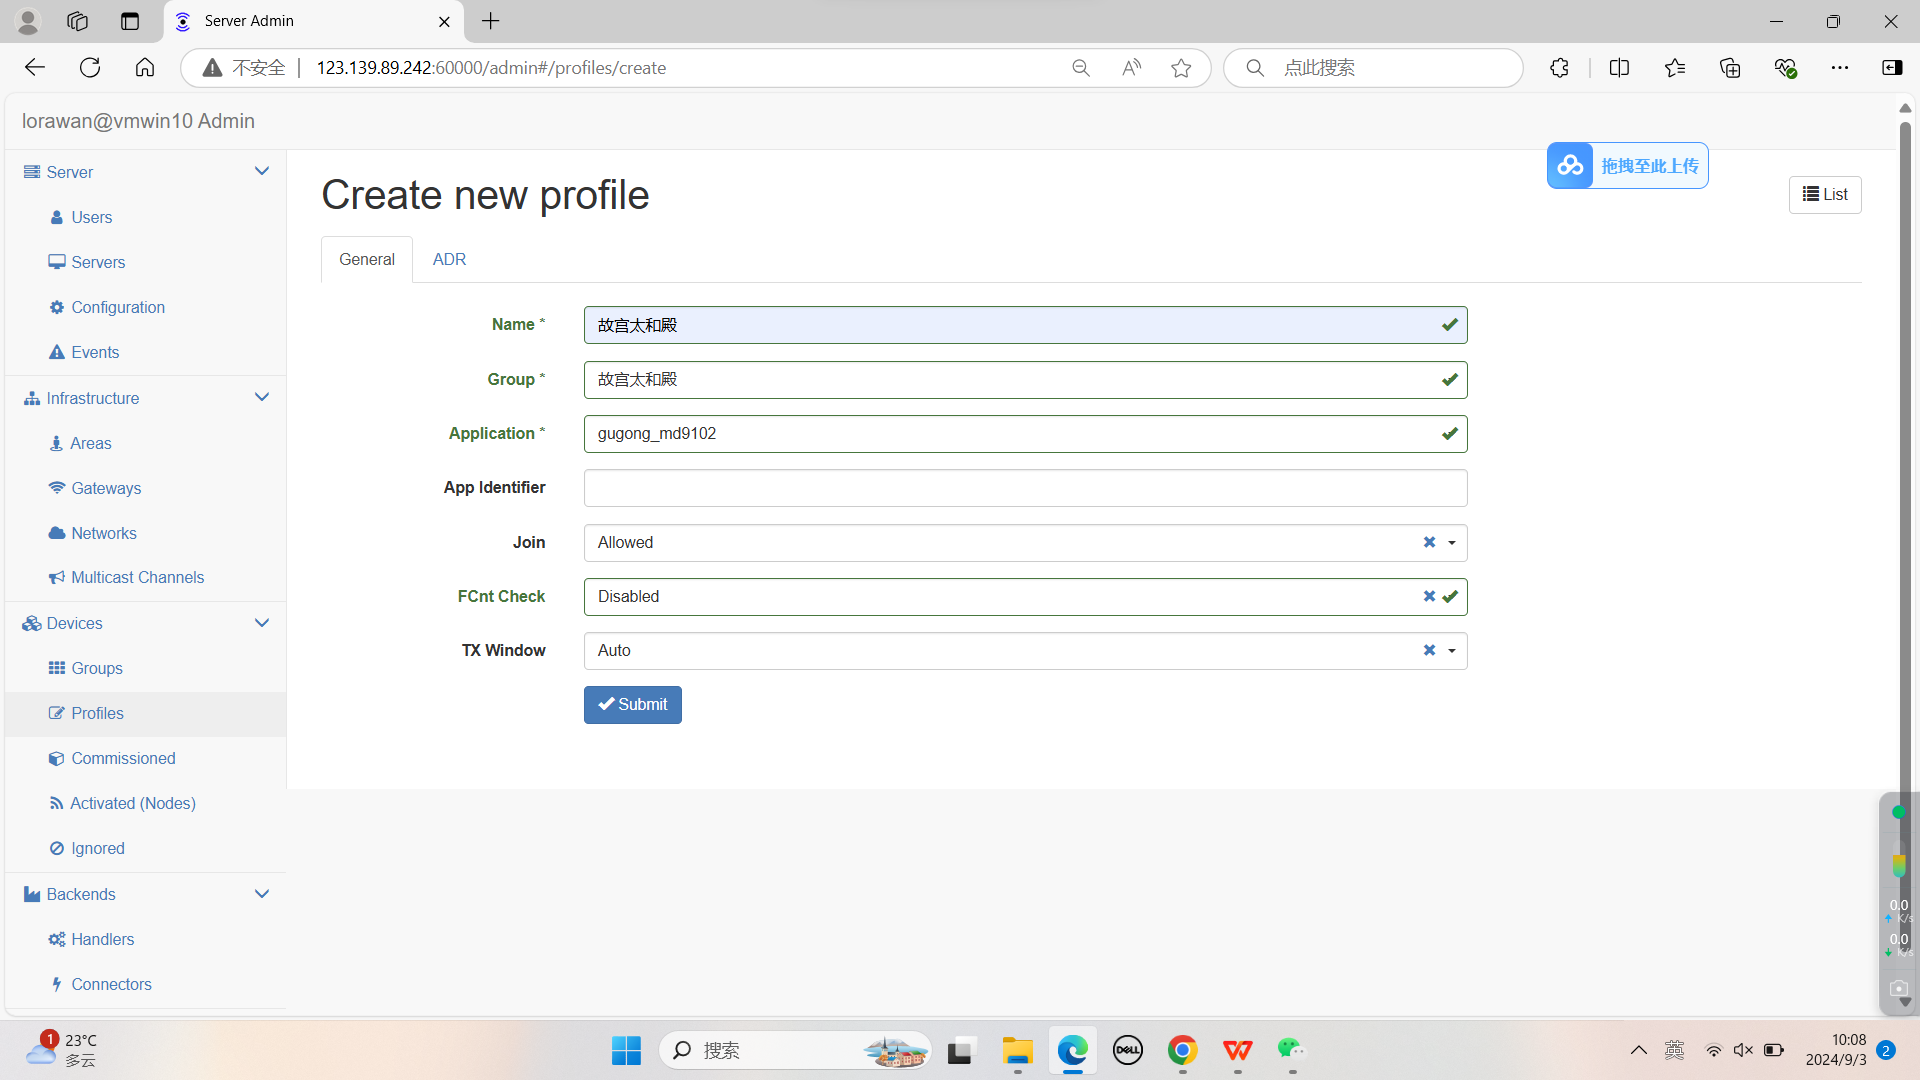 Server Admin
不安全 123.139.89.242:60000/admin#/profiles/create
点此搜索
lorawan@vmwin10 Admin
Server
Users
Servers
Configuration
Events
Infrastructure
Areas
Gateways
Networks
Multicast Channels
Devices
Groups
Profiles
Commissioned
Activated (Nodes)
Ignored
Backends
Handlers
Connectors
Create new profile
拖拽至此上传
List
General ADR
Name * 故宫太和殿
Group * 故宫太和殿
Application * gugong_md9102
App Identifier
Join Allowed
FCnt Check Disabled
TX Window Auto
Submit
0.0
K/s
0.0
K/s
1
23°C
多云
搜索
DELL
英
10:08
2024/9/3
2